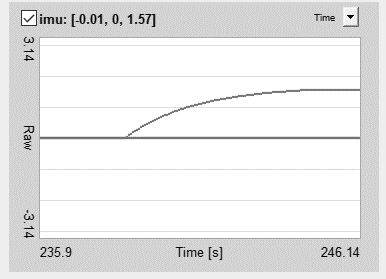 imu: [-0.01, 0, 1.57]
Time
3.14
Raw
-3.14
235.9 Time [s] 246.14